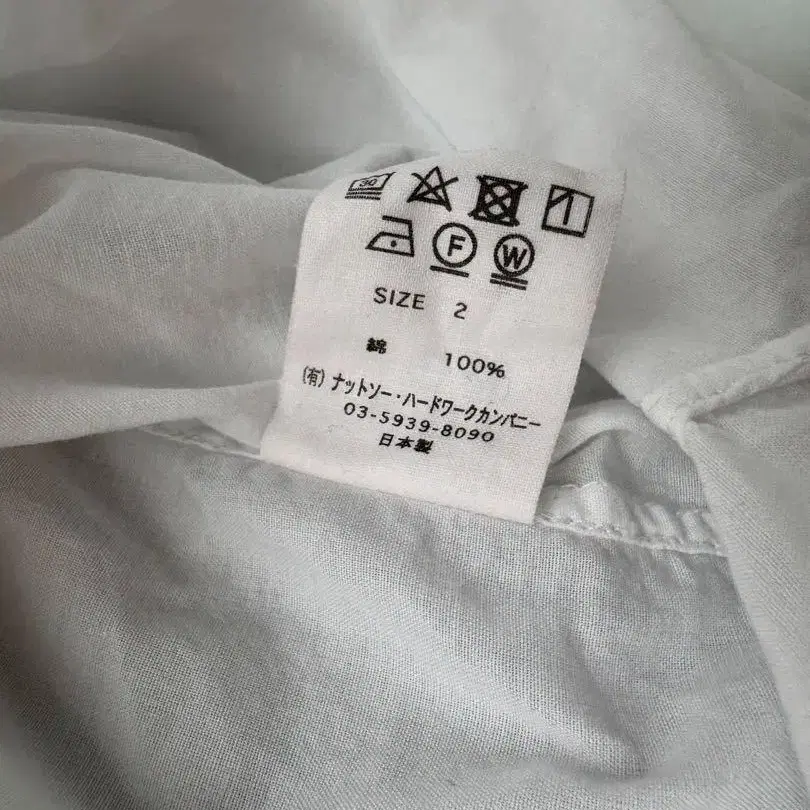 30
F W
SIZE 2
綿 100%
(有) ナットソー・ハードワークカンパニー
03-5939-8090
日本製